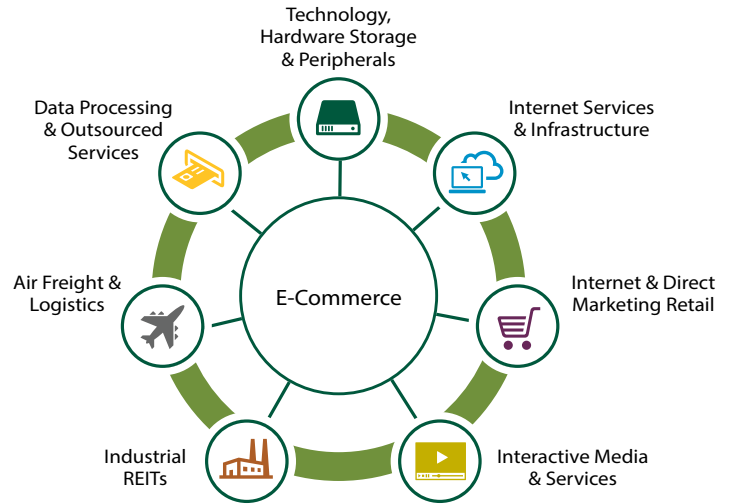 Technology,
Hardware Storage
& Peripherals
Data Processing
& Outsourced
Services
Internet Services
& Infrastructure
Air Freight &
Logistics
E-Commerce
Internet & Direct
Marketing Retail
Industrial
REITs
Interactive Media
& Services